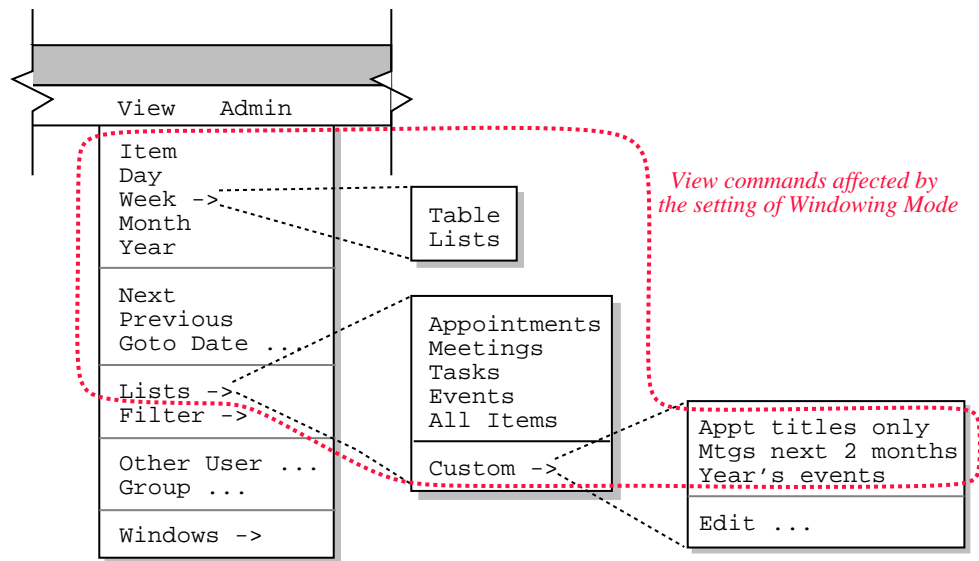 View Admin
Item
Day
Week ->
Month
Year
Next
Previous
Goto Date ...
Lists ->
Filter ->
Other User ...
Group ...
Windows ->
Table
Lists
Appointments
Meetings
Tasks
Events
All Items
Custom ->
Appt titles only
Mtgs next 2 months
Year's events
Edit ...
View commands affected by
the setting of Windowing Mode